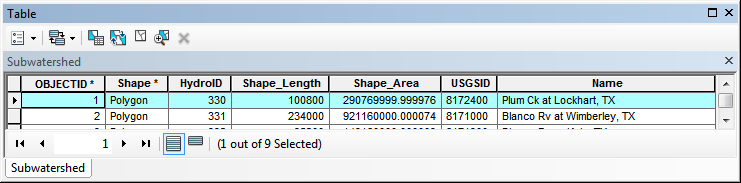 Table
Subwatershed
OBJECTID * Shape * HydroID Shape_Length Shape_Area USGSID Name
1 Polygon 330 100800 290769999.999976 8172400 Plum Ck at Lockhart, TX
2 Polygon 331 234000 921160000.000074 8171000 Blanco Rv at Wimberley, TX
1 (1 out of 9 Selected)
Subwatershed